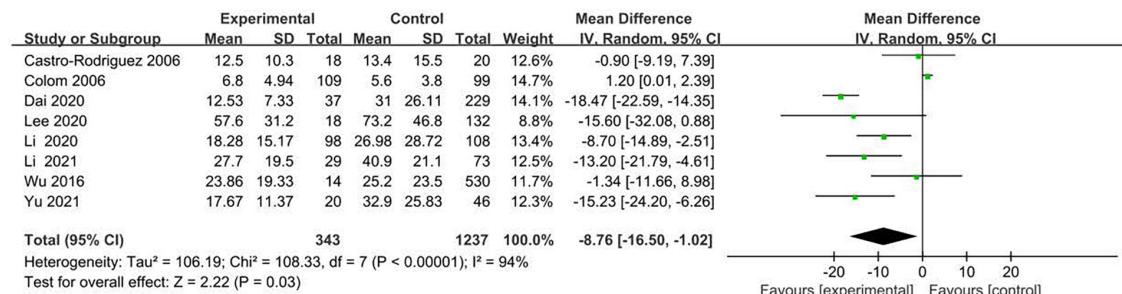 Experimental Control Mean Difference Mean Difference
Study or Subgroup Mean SD Total Mean SD Total Weight IV, Random, 95% CI IV, Random, 95% CI
Castro-Rodriguez 2006 12.5 10.3 18 13.4 15.5 20 12.6% -0.90 [-9.19, 7.39]
Colom 2006 6.8 4.94 109 5.6 3.8 99 14.7% 1.20 [0.01, 2.39]
Dai 2020 12.53 7.33 37 31 26.11 229 14.1% -18.47 [-22.59, -14.35]
Lee 2020 57.6 31.2 18 73.2 46.8 132 8.8% -15.60 [-32.08, 0.88]
Li 2020 18.28 15.17 98 26.98 28.72 108 13.4% -8.70 [-14.89, -2.51]
Li 2021 27.7 19.5 29 40.9 21.1 73 12.5% -13.20 [-21.79, -4.61]
Wu 2016 23.86 19.33 14 25.2 23.5 530 11.7% -1.34 [-11.66, 8.98]
Yu 2021 17.67 11.37 20 32.9 25.83 46 12.3% -15.23 [-24.20, -6.26]
Total (95% CI) 343 1237 100.0% -8.76 [-16.50, -1.02]
Heterogeneity: Tau² = 106.19; Chi² = 108.33, df = 7 (P < 0.00001); I² = 94%
Test for overall effect: Z = 2.22 (P = 0.03)
-20 -10 0 10 20
Favours [experimental] Favours [control]